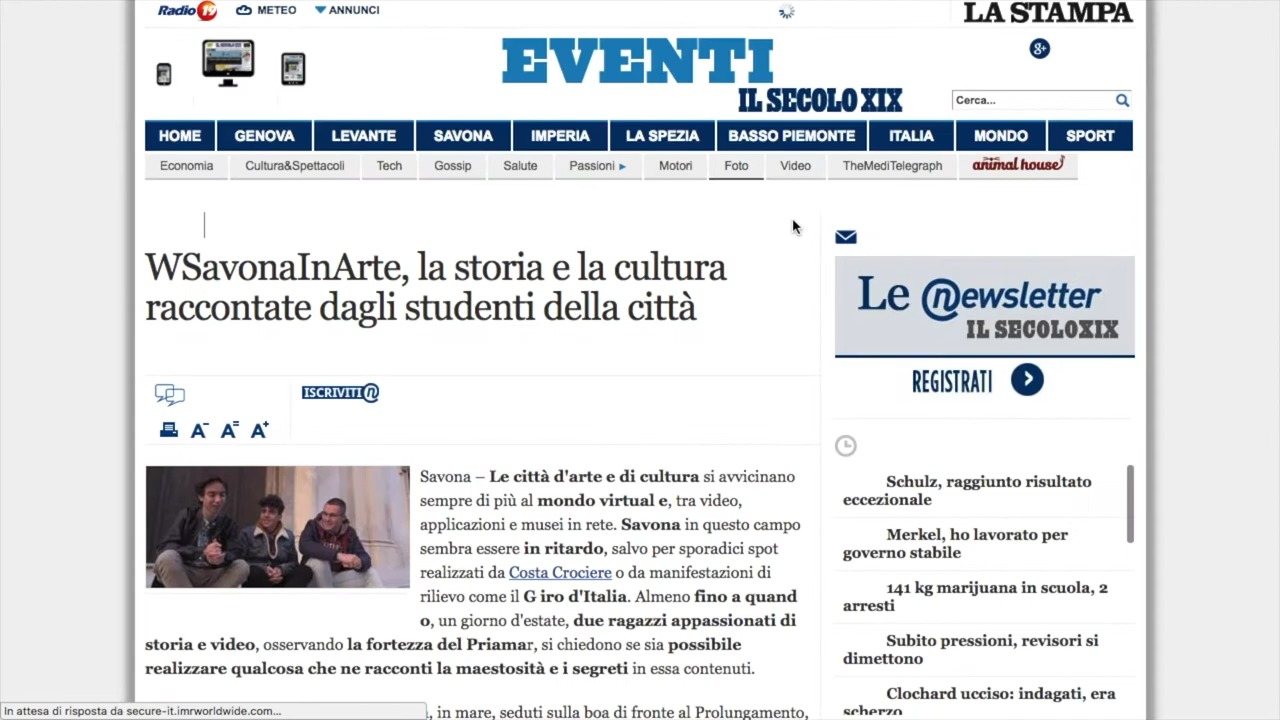 Radio 19 METEO ANNUNCI LA STAMPA
EVENTI
IL SECOLO XIX
g+
Cerca...
HOME GENOVA LEVANTE SAVONA IMPERIA LA SPEZIA BASSO PIEMONTE ITALIA MONDO SPORT
Economia Cultura&Spettacoli Tech Gossip Salute Passioni Motori Foto Video TheMediTelegraph animal house
WSavonaInArte, la storia e la cultura
raccontate dagli studenti della città
ISCRIVITI @
A- A= A+
Savona – Le città d'arte e di cultura si avvicinano
sempre di più al mondo virtual e, tra video,
applicazioni e musei in rete. Savona in questo campo
sembra essere in ritardo, salvo per sporadici spot
realizzati da Costa Crociere o da manifestazioni di
rilievo come il G iro d'Italia. Almeno fino a quand
o, un giorno d'estate, due ragazzi appassionati di
storia e video, osservando la fortezza del Priamar, si chiedono se sia possibile
realizzare qualcosa che ne racconti la maestosità e i segreti in essa contenuti.
, in mare, seduti sulla boa di fronte al Prolungamento,
Le newsletter
IL SECOLOXIX
REGISTRATI
Schulz, raggiunto risultato
eccezionale
Merkel, ho lavorato per
governo stabile
141 kg marijuana in scuola, 2
arresti
Subito pressioni, revisori si
dimettono
Clochard ucciso: indagati, era
scherzo
In attesa di risposta da secure-it.imrworldwide.com...